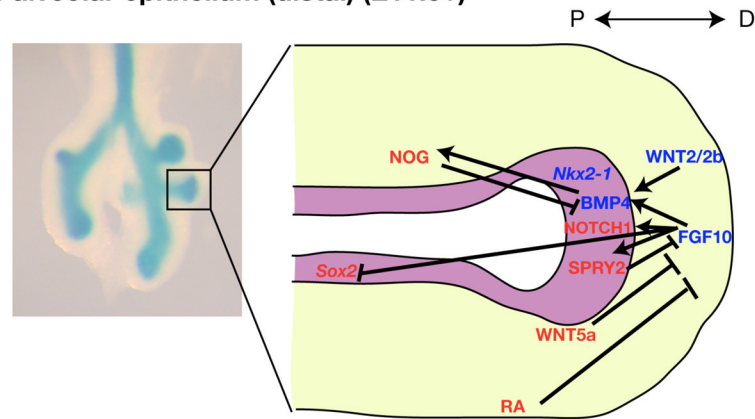 P D
NOG
WNT2/2b
Nkx2-1
BMP4
NOTCH1
FGF10
Sox2
SPRY2
WNT5a
RA